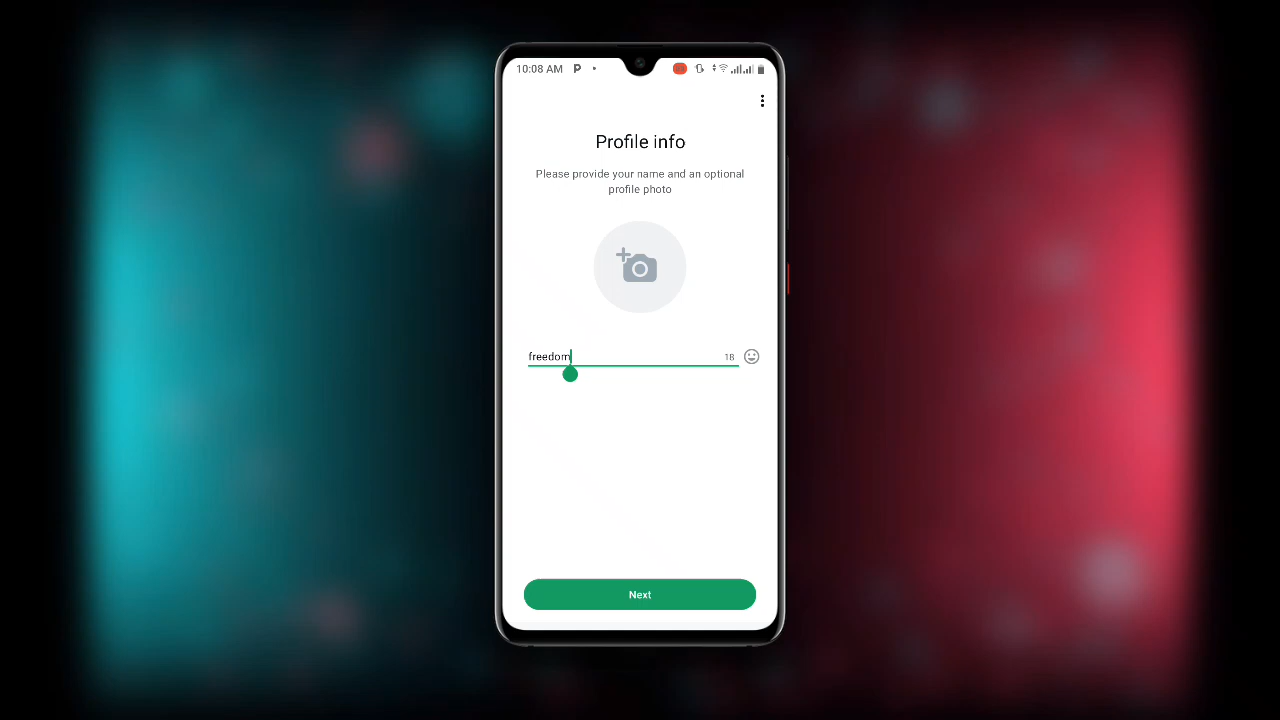 10:08 AM P
Profile info
Please provide your name and an optional
profile photo
freedom 18
Next